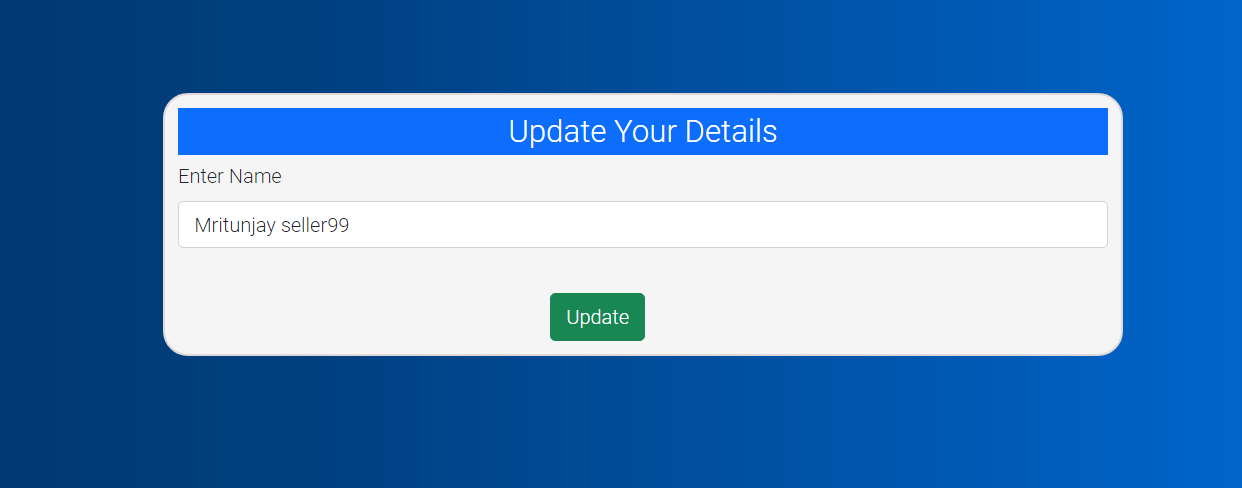 Update Your Details
Enter Name
Mritunjay seller99
Update